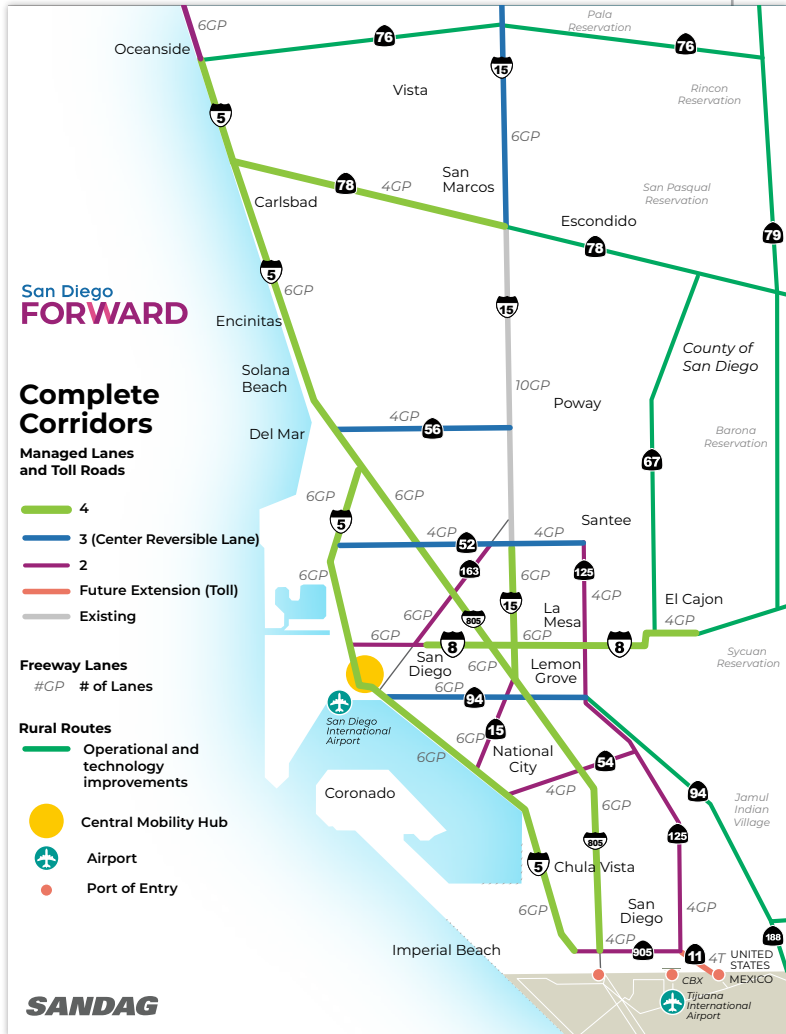 6GP
Pala
Reservation
Oceanside
76
76
15
Vista
Rincon
Reservation
5
6GP
San
Marcos
78
4GP
San Pasqual
Reservation
Carlsbad
Escondido
78
79
5
6GP
San Diego
FORWARD
15
Encinitas
County of
San Diego
Solana
Beach
10GP
Poway
Complete
Corridors
4GP
56
Del Mar
Barona
Reservation
67
Managed Lanes
and Toll Roads
4
3 (Center Reversible Lane)
2
Future Extension (Toll)
Existing
6GP
6GP
5
Santee
4GP
52
4GP
163
125
6GP
6GP
4GP
15
La
Mesa
El Cajon
4GP
6GP
805
6GP
8
6GP
8
Sycuan
Reservation
San
Diego
6GP
Lemon
Grove
Freeway Lanes
#GP # of Lanes
6GP
94
San Diego
International
Airport
15
6GP
Rural Routes
Operational and
technology
improvements
National
City
54
6GP
4GP
94
Coronado
6GP
Jamul
Indian
Village
Central Mobility Hub
Airport
Port of Entry
125
805
5
Chula Vista
6GP
San
Diego
4GP
188
4GP
905
11
4T
Imperial Beach
UNITED
STATES
MEXICO
CBX
Tijuana
International
Airport
SANDAG